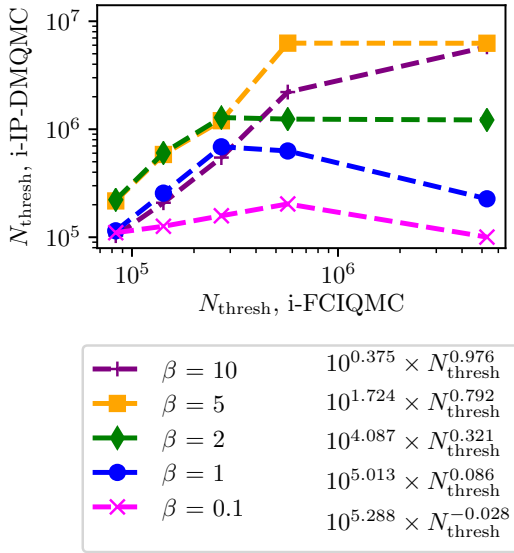 10^7
10^6
10^5
N_thresh, i-IP-DMQMC
10^5 10^6
N_thresh, i-FCIQMC
β = 10 10^0.375 × N_thresh^0.976
β = 5 10^1.724 × N_thresh^0.792
β = 2 10^4.087 × N_thresh^0.321
β = 1 10^5.013 × N_thresh^0.086
β = 0.1 10^5.288 × N_thresh^−0.028